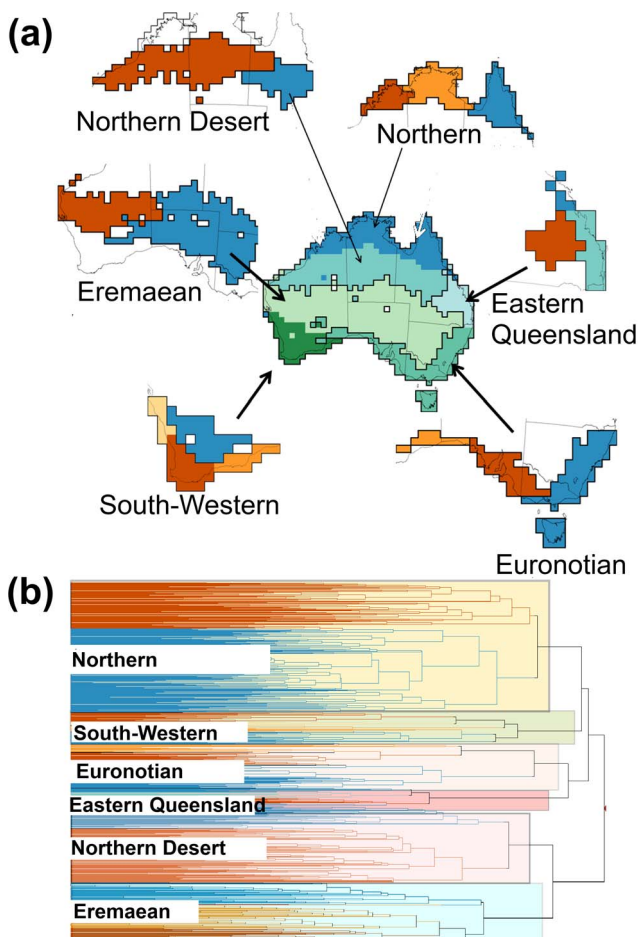 (a)
Northern Desert
Northern
Eremaean
Eastern
Queensland
South-Western
Euronotian
(b)
Northern
South-Western
Euronotian
Eastern Queensland
Northern Desert
Eremaean